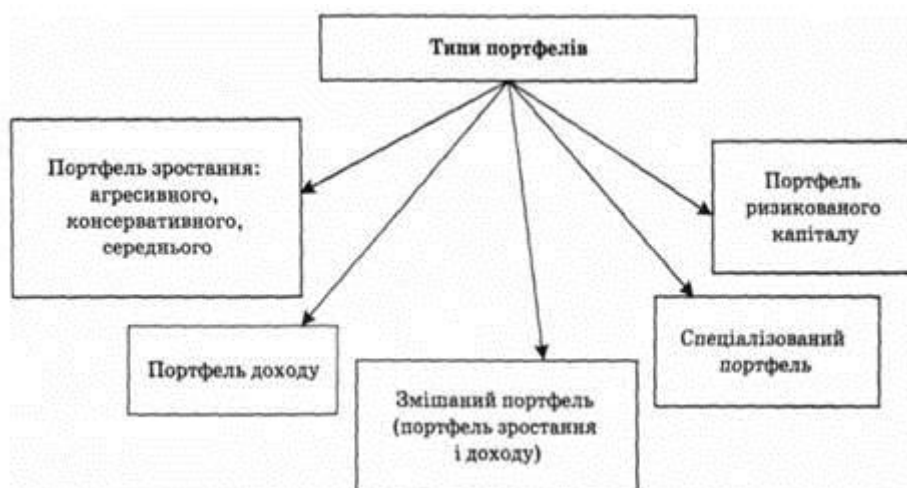 Типи портфелів
Портфель зростання:
агресивного,
консервативного,
середнього
Портфель
ризикованого
капіталу
Портфель доходу
Змішаний портфель
(портфель зростання
і доходу)
Спеціалізований
портфель